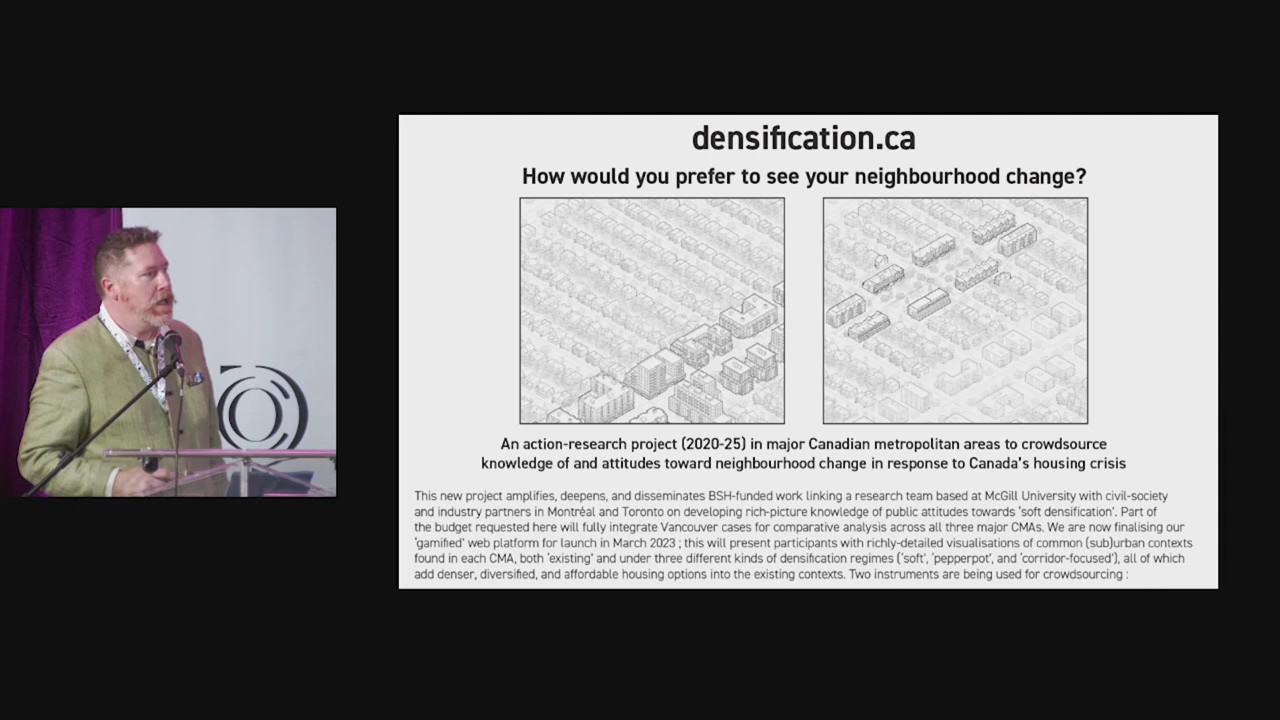 densification.ca
How would you prefer to see your neighbourhood change?
An action-research project (2020-25) in major Canadian metropolitan areas to crowdsource
knowledge of and attitudes toward neighbourhood change in response to Canada's housing crisis
This new project amplifies, deepens, and disseminates BSH-funded work linking a research team based at McGill University with civil-society
and industry partners in Montréal and Toronto on developing rich-picture knowledge of public attitudes towards 'soft densification'. Part of
the budget requested here will fully integrate Vancouver cases for comparative analysis across all three major CMAs. We are now finalising our
'gamified' web platform for launch in March 2023 ; this will present participants with richly-detailed visualisations of common (sub)urban contexts
found in each CMA, both 'existing' and under three different kinds of densification regimes ('soft', 'pepperpot', and 'corridor-focused'), all of which
add denser, diversified, and affordable housing options into the existing contexts. Two instruments are being used for crowdsourcing :